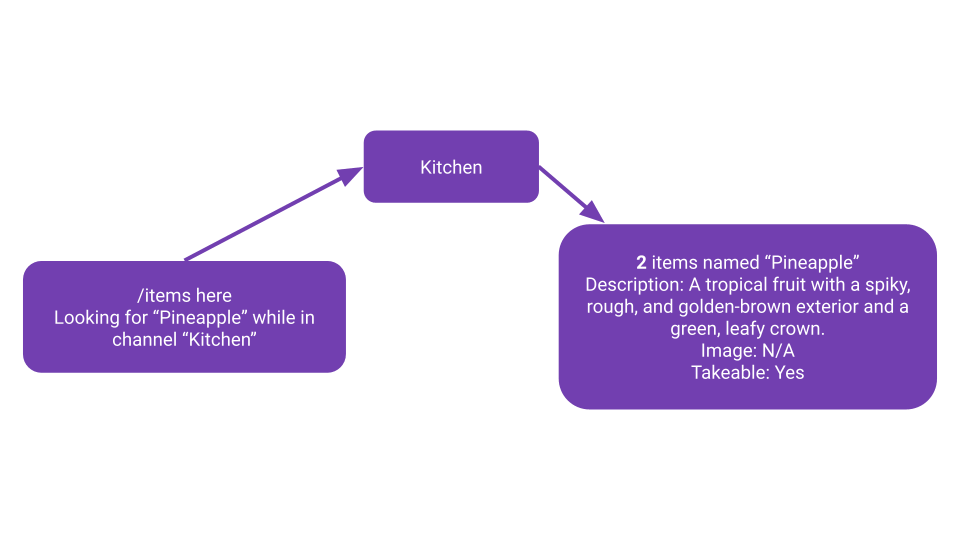 Kitchen
/items here
Looking for “Pineapple” while in
channel “Kitchen”
2 items named “Pineapple”
Description: A tropical fruit with a spiky,
rough, and golden-brown exterior and a
green, leafy crown.
Image: N/A
Takeable: Yes